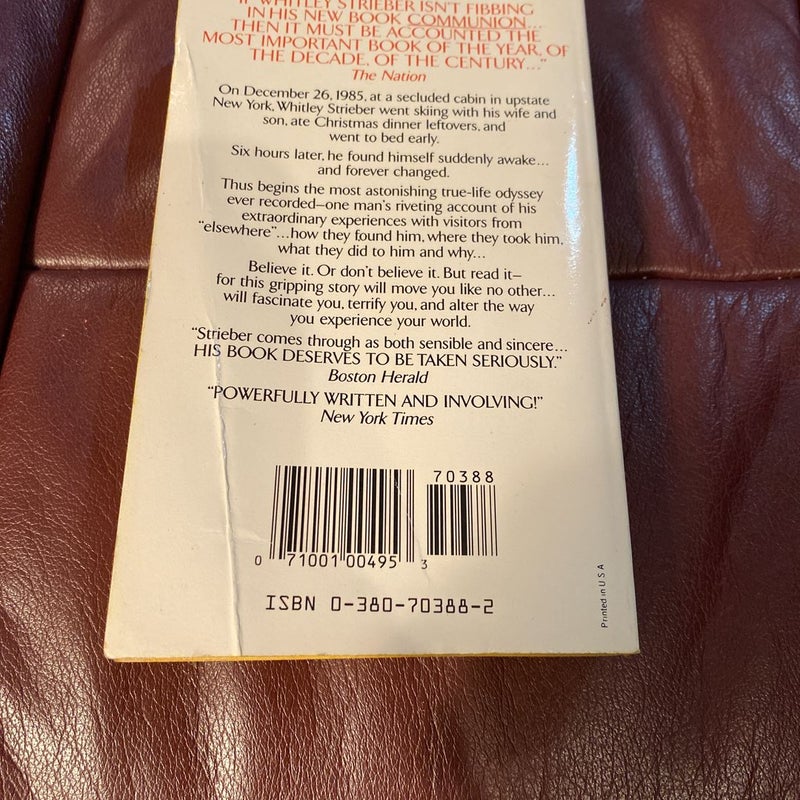 "IF WHITLEY STRIEBER ISN'T FIBBING
IN HIS NEW BOOK COMMUNION...
THEN IT MUST BE ACCOUNTED THE
MOST IMPORTANT BOOK OF THE YEAR, OF
THE DECADE, OF THE CENTURY..."
The Nation
On December 26, 1985, at a secluded cabin in upstate
New York, Whitley Strieber went skiing with his wife and
son, ate Christmas dinner leftovers, and
went to bed early.
Six hours later, he found himself suddenly awake...
and forever changed.
Thus begins the most astonishing true-life odyssey
ever recorded—one man's riveting account of his
extraordinary experiences with visitors from
"elsewhere"...how they found him, where they took him,
what they did to him and why...
Believe it. Or don't believe it. But read it—
for this gripping story will move you like no other...
will fascinate you, terrify you, and alter the way
you experience your world.
"Strieber comes through as both sensible and sincere...
HIS BOOK DESERVES TO BE TAKEN SERIOUSLY."
Boston Herald
"POWERFULLY WRITTEN AND INVOLVING!"
New York Times
70388
0 71001 00495 3
ISBN 0-380-70388-2
Printed in U S A